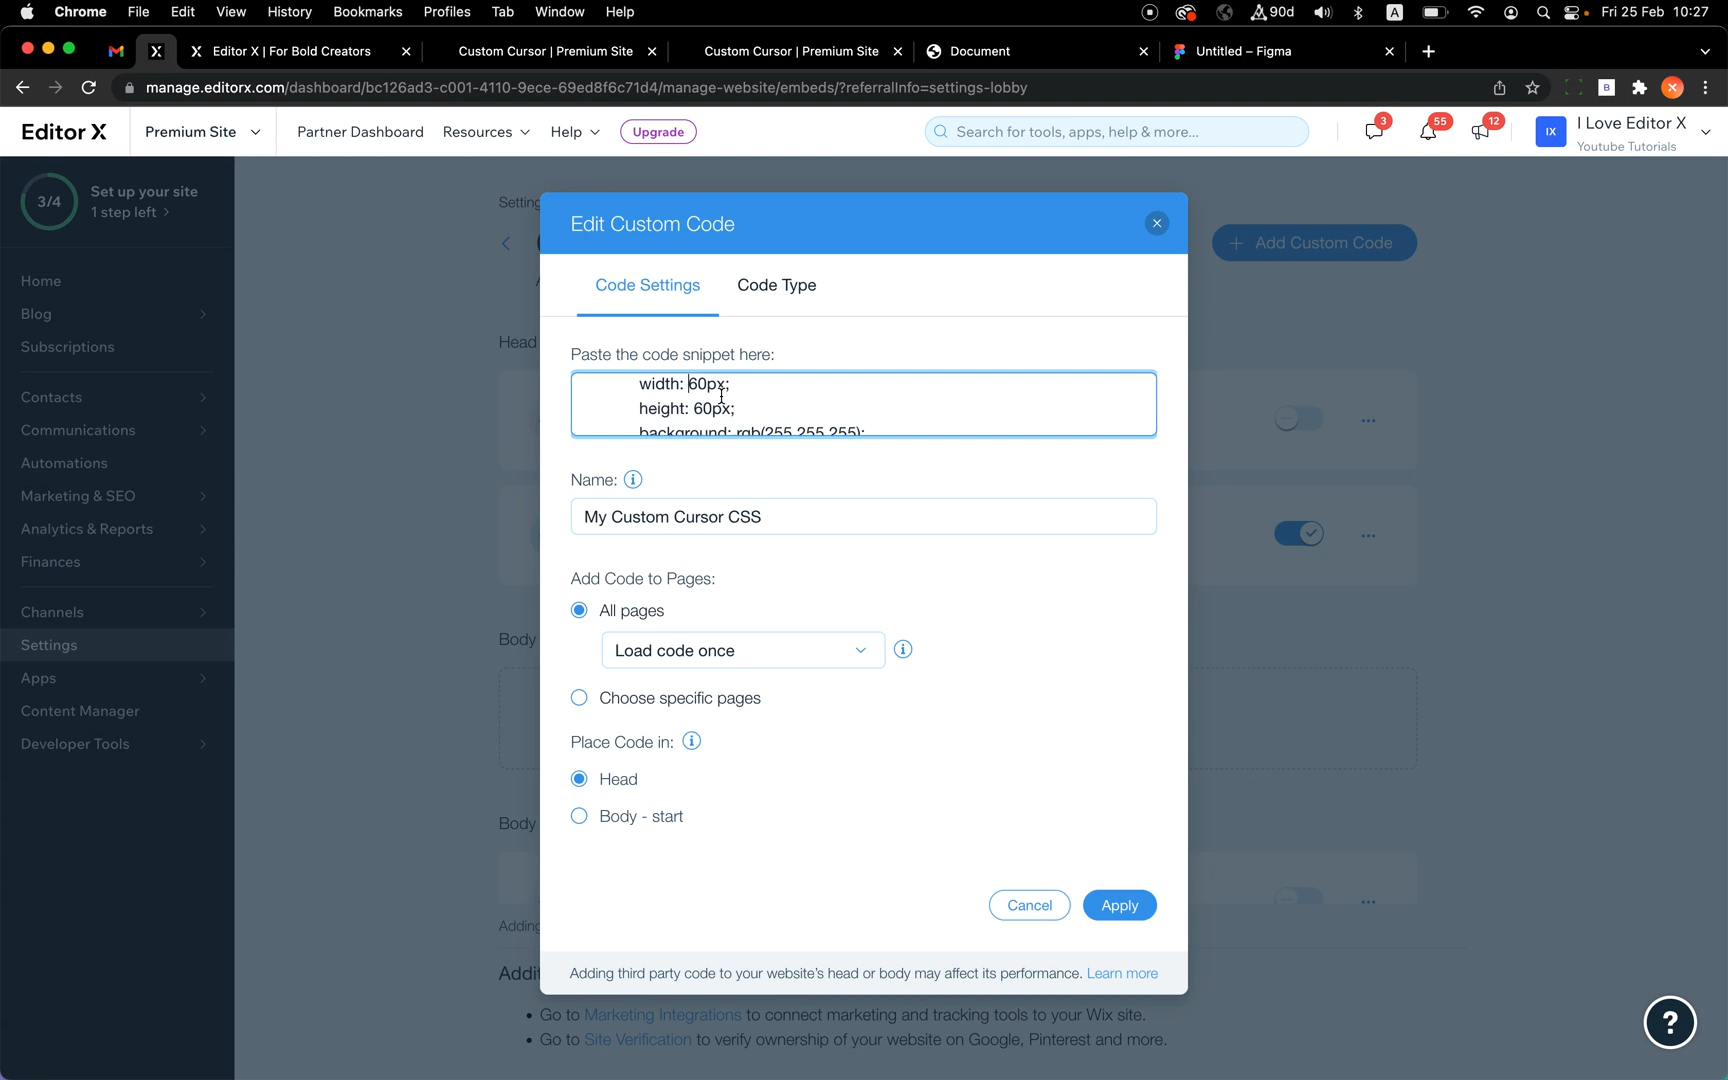 Chrome File Edit View History Bookmarks Profiles Tab Window Help 90d A Fri 25 Feb 10:27
Editor X | For Bold Creators Custom Cursor | Premium Site Custom Cursor | Premium Site Document Untitled – Figma
manage.editorx.com/dashboard/bc126ad3-c001-4110-9ece-69ed8f6c71d4/manage-website/embeds/?referralInfo=settings-lobby
Editor X Premium Site Partner Dashboard Resources Help Upgrade Search for tools, apps, help & more... 3 55 12 IX I Love Editor X
Youtube Tutorials
3/4 Set up your site
1 step left >
Home
Blog
Subscriptions
Contacts
Communications
Automations
Marketing & SEO
Analytics & Reports
Finances
Channels
Settings
Apps
Content Manager
Developer Tools
Setting
+ Add Custom Code
Head
Body
Body
Adding
Addit
Edit Custom Code
Code Settings Code Type
Paste the code snippet here:
width: 60px;
height: 60px;
background: rgb(255,255,255);
Name:
My Custom Cursor CSS
Add Code to Pages:
All pages
Load code once
Choose specific pages
Place Code in:
Head
Body - start
Cancel Apply
Adding third party code to your website's head or body may affect its performance. Learn more
• Go to Marketing Integrations to connect marketing and tracking tools to your Wix site.
• Go to Site Verification to verify ownership of your website on Google, Pinterest and more.
?